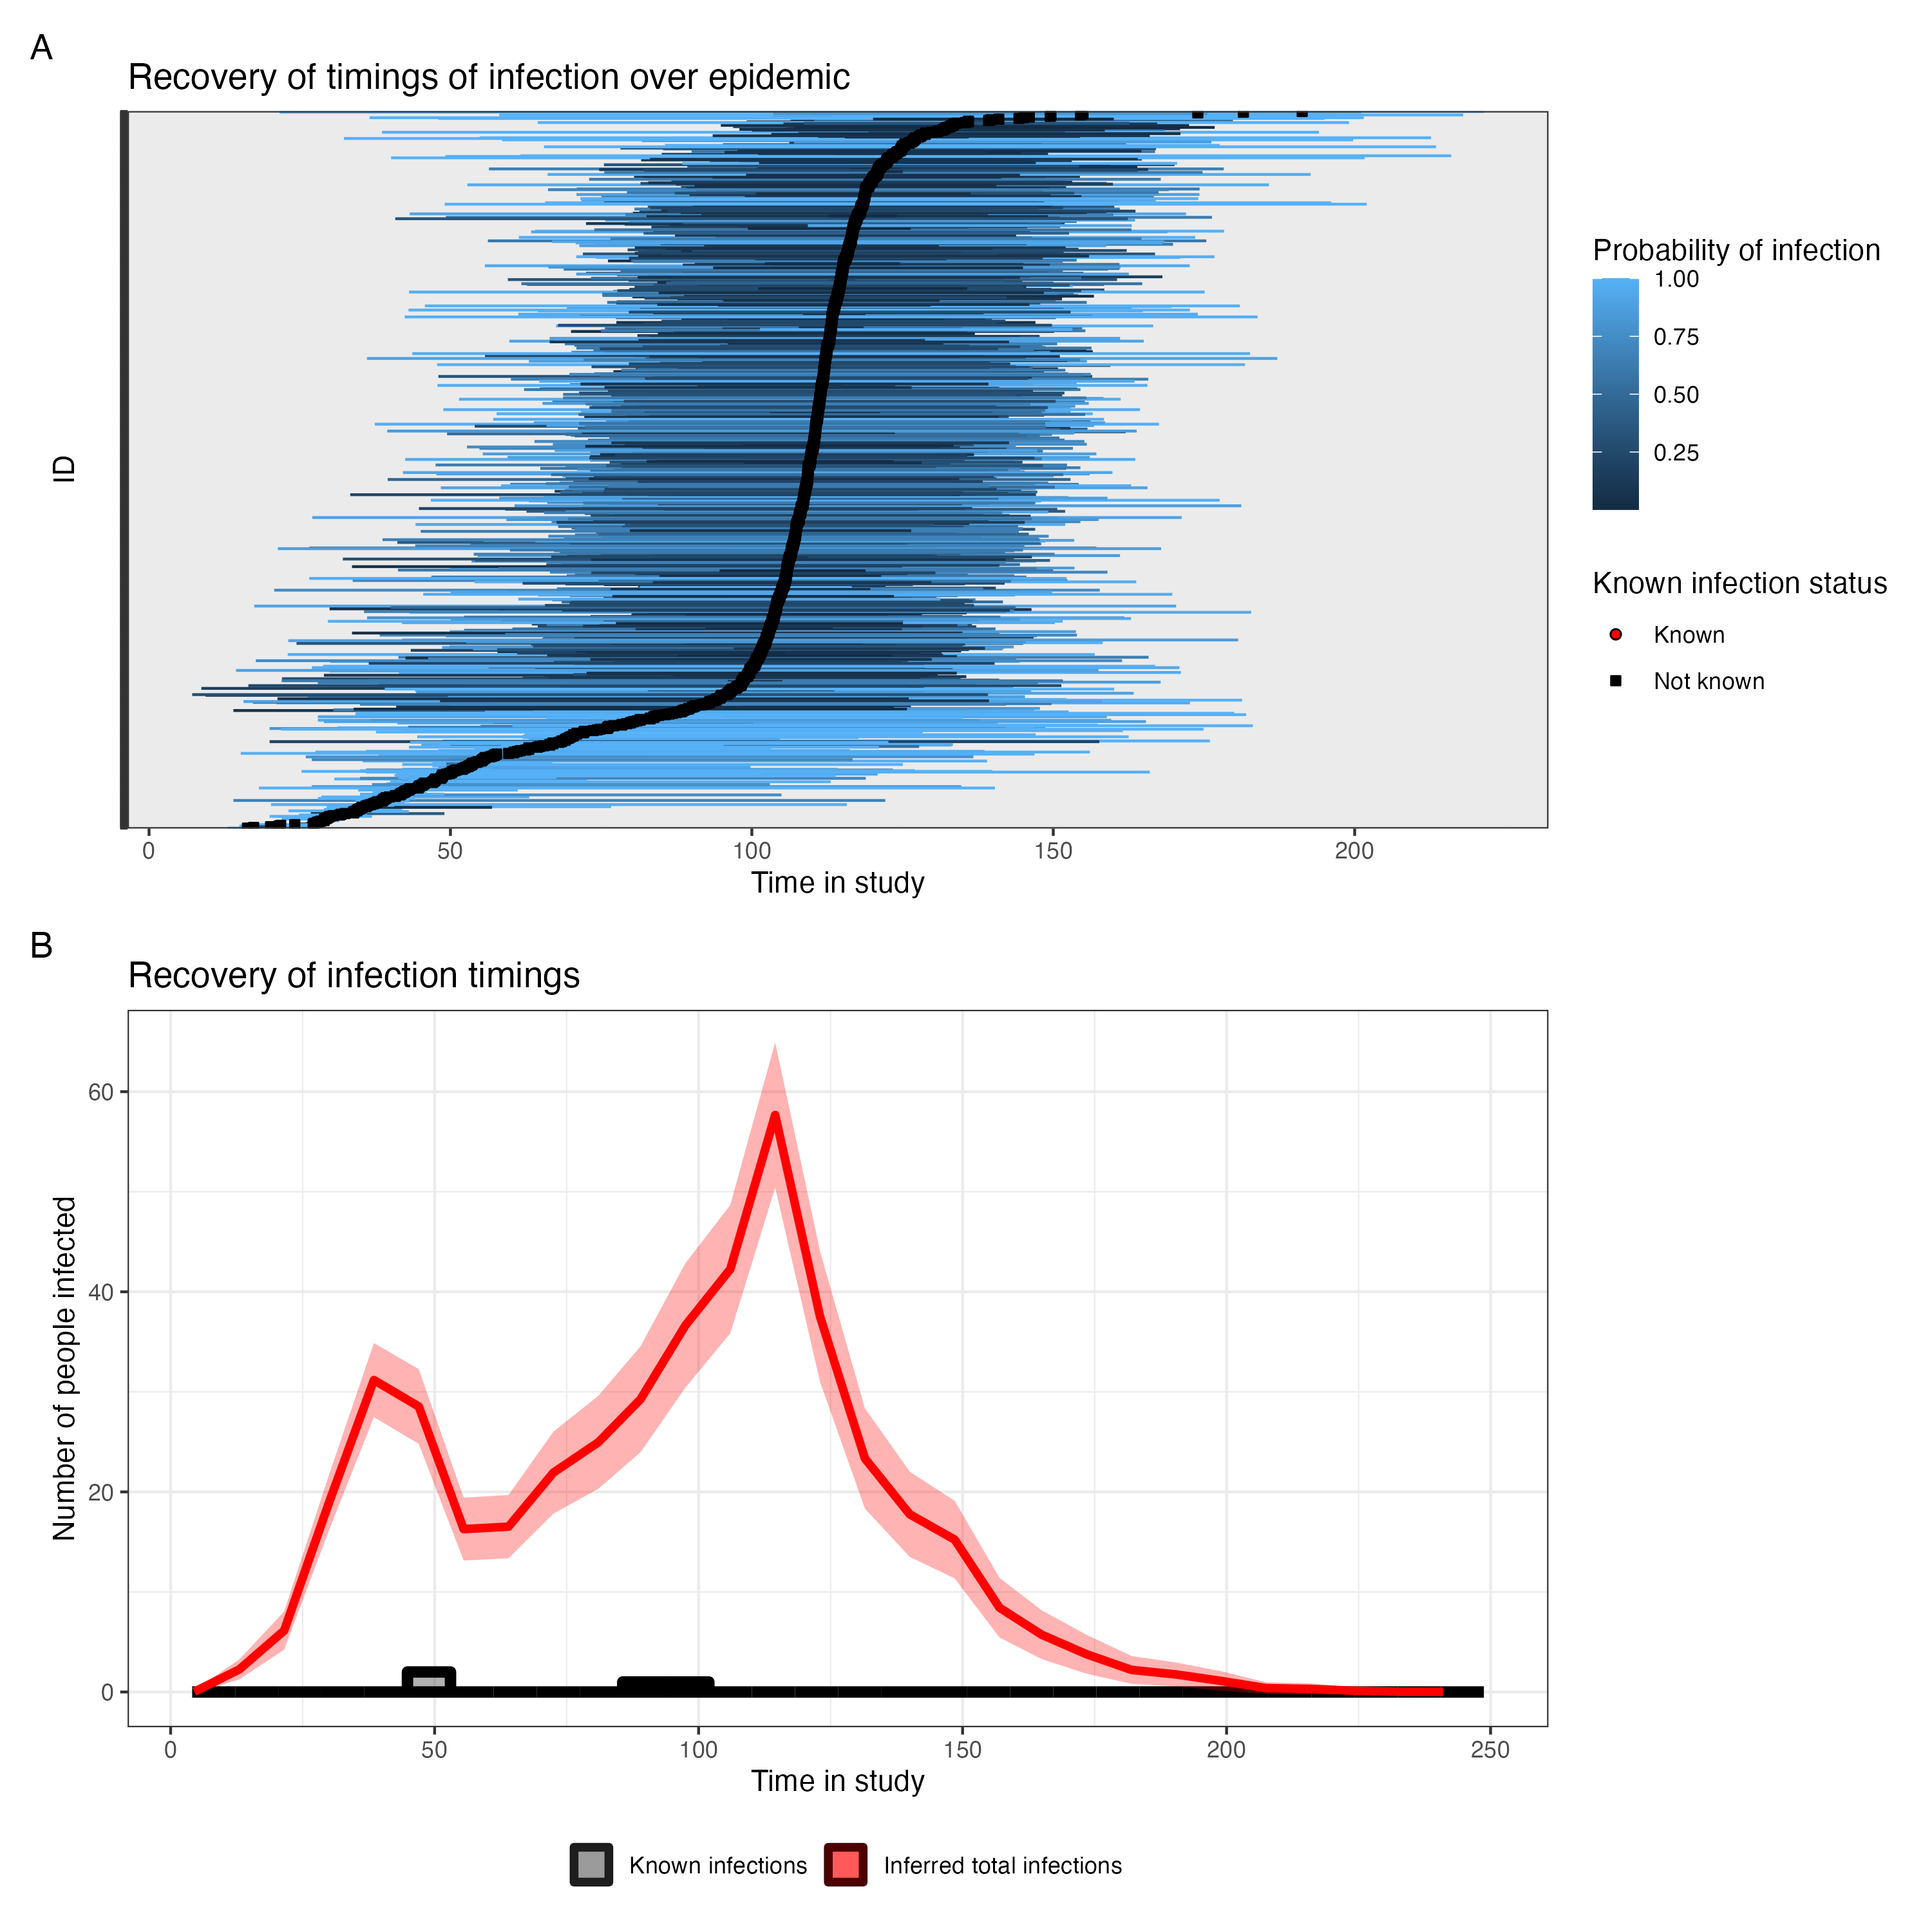 A
Recovery of timings of infection over epidemic
ID
0 50 100 150 200
Time in study
Probability of infection
1.00
0.75
0.50
0.25
Known infection status
Known
Not known
B
Recovery of infection timings
Number of people infected
60
40
20
0
0 50 100 150 200 250
Time in study
Known infections Inferred total infections